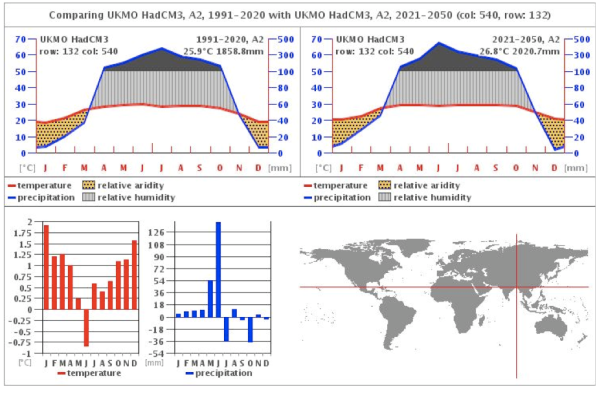 Comparing UKMO HadCM3, A2, 1991-2020 with UKMO HadCM3, A2, 2021-2050 (col: 540, row: 132)
70 UKMO HadCM3 1991-2020, A2 500
60 row: 132 col: 540 25.9°C 1858.8mm 300
50 100
40 80
30 60
20 40
10 20
0 0
[°C] J F M A M J J A S O N D [mm]
temperature relative aridity
precipitation relative humidity
70 UKMO HadCM3 2021-2050, A2 500
60 row: 132 col: 540 26.8°C 2020.7mm 300
50 100
40 80
30 60
20 40
10 20
0 0
[°C] J F M A M J J A S O N D [mm]
temperature relative aridity
precipitation relative humidity
2
1.75
1.5
1.25
1
0.75
0.5
0.25
0
-0.25
-0.5
-0.75
-1
[°C] J F M A M J J A S O N D
temperature
126
108
90
72
54
36
18
0
-18
-36
-54
[mm] J F M A M J J A S O N D
precipitation